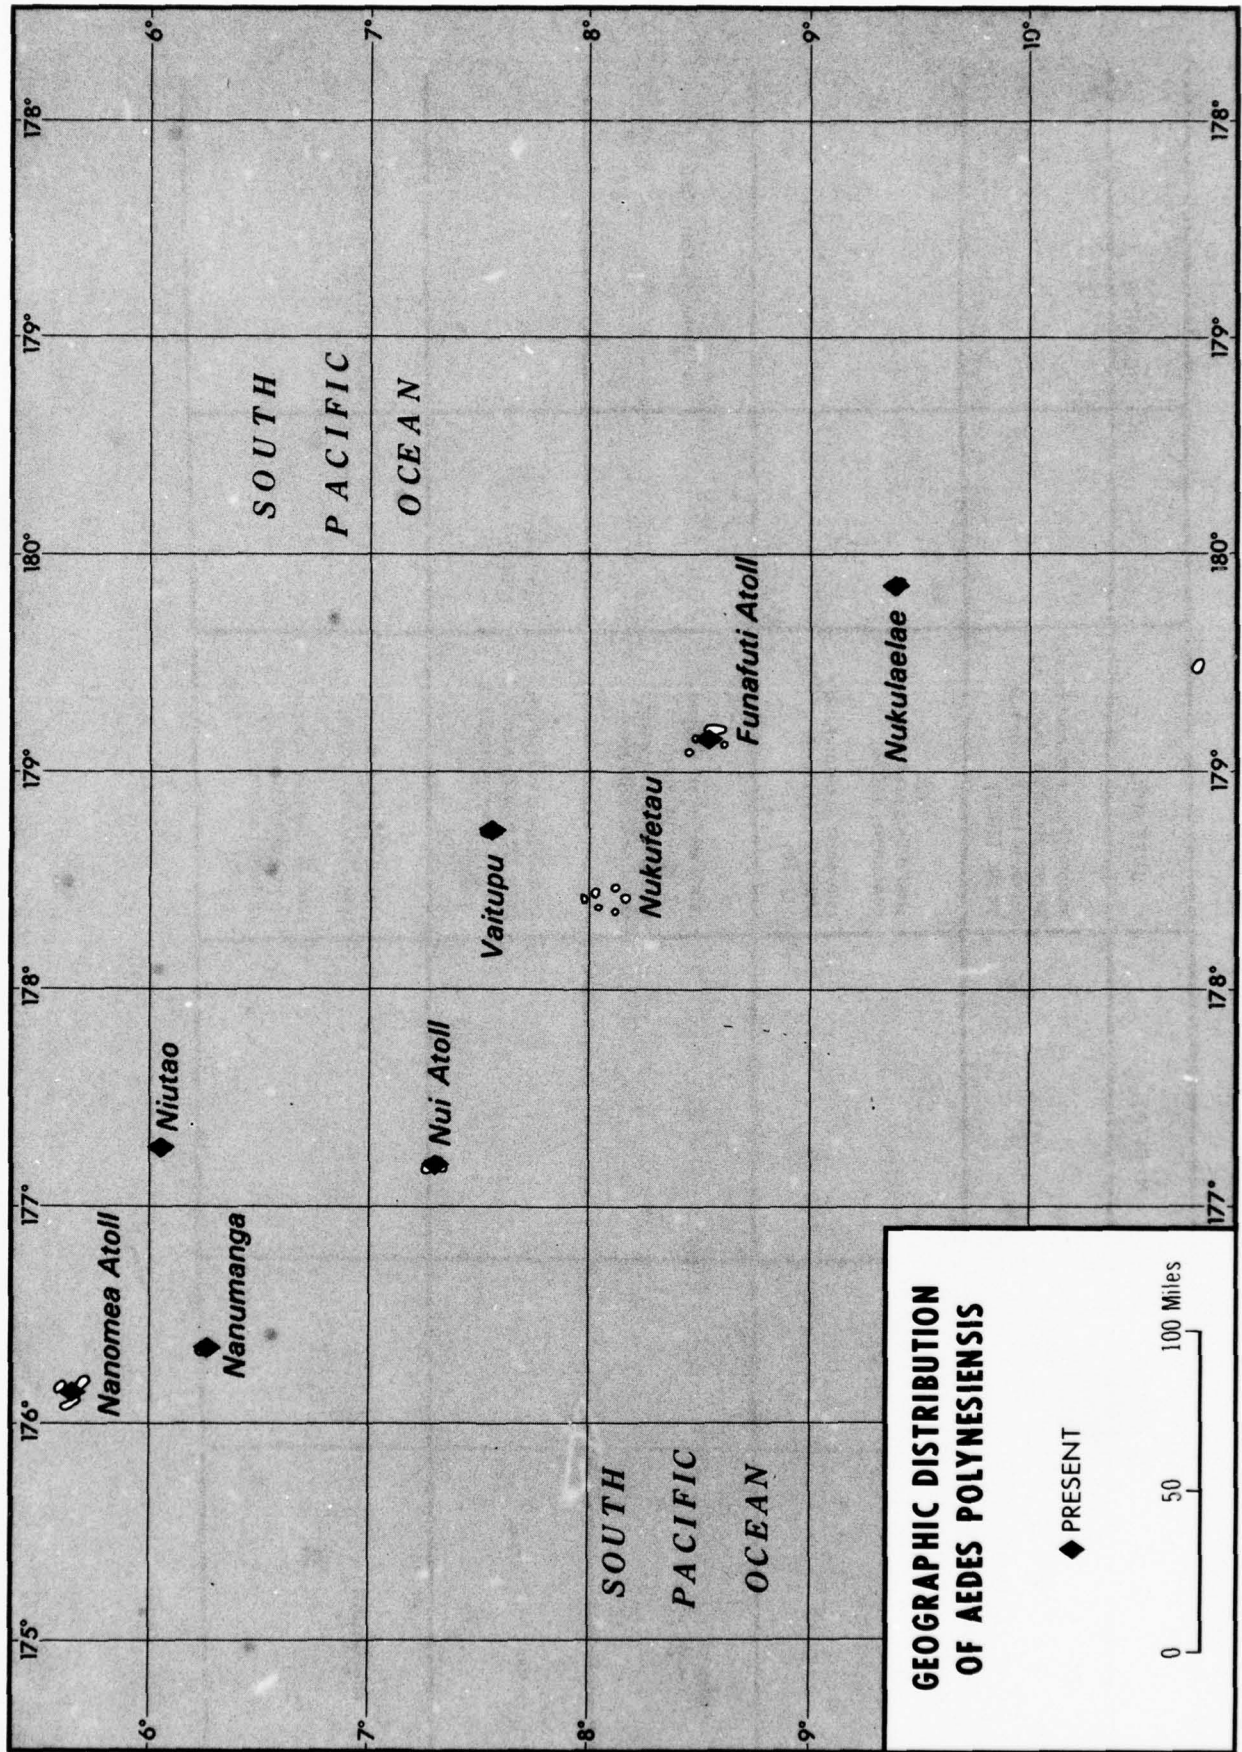 175° 176° 177° 178° 179° 180° 179° 178°
Nanomea Atoll
6° 6°
Niutao
Nanumanga
SOUTH
PACIFIC
OCEAN
7° 7°
Nui Atoll
Vaitupu
8° 8°
SOUTH
PACIFIC
OCEAN
Nukufetau
Funafuti Atoll
9° 9°
Nukulaelae
10°
GEOGRAPHIC DISTRIBUTION
OF AEDES POLYNESIENSIS
◆ PRESENT
0 50 100 Miles
177° 178° 179° 180° 179° 178°